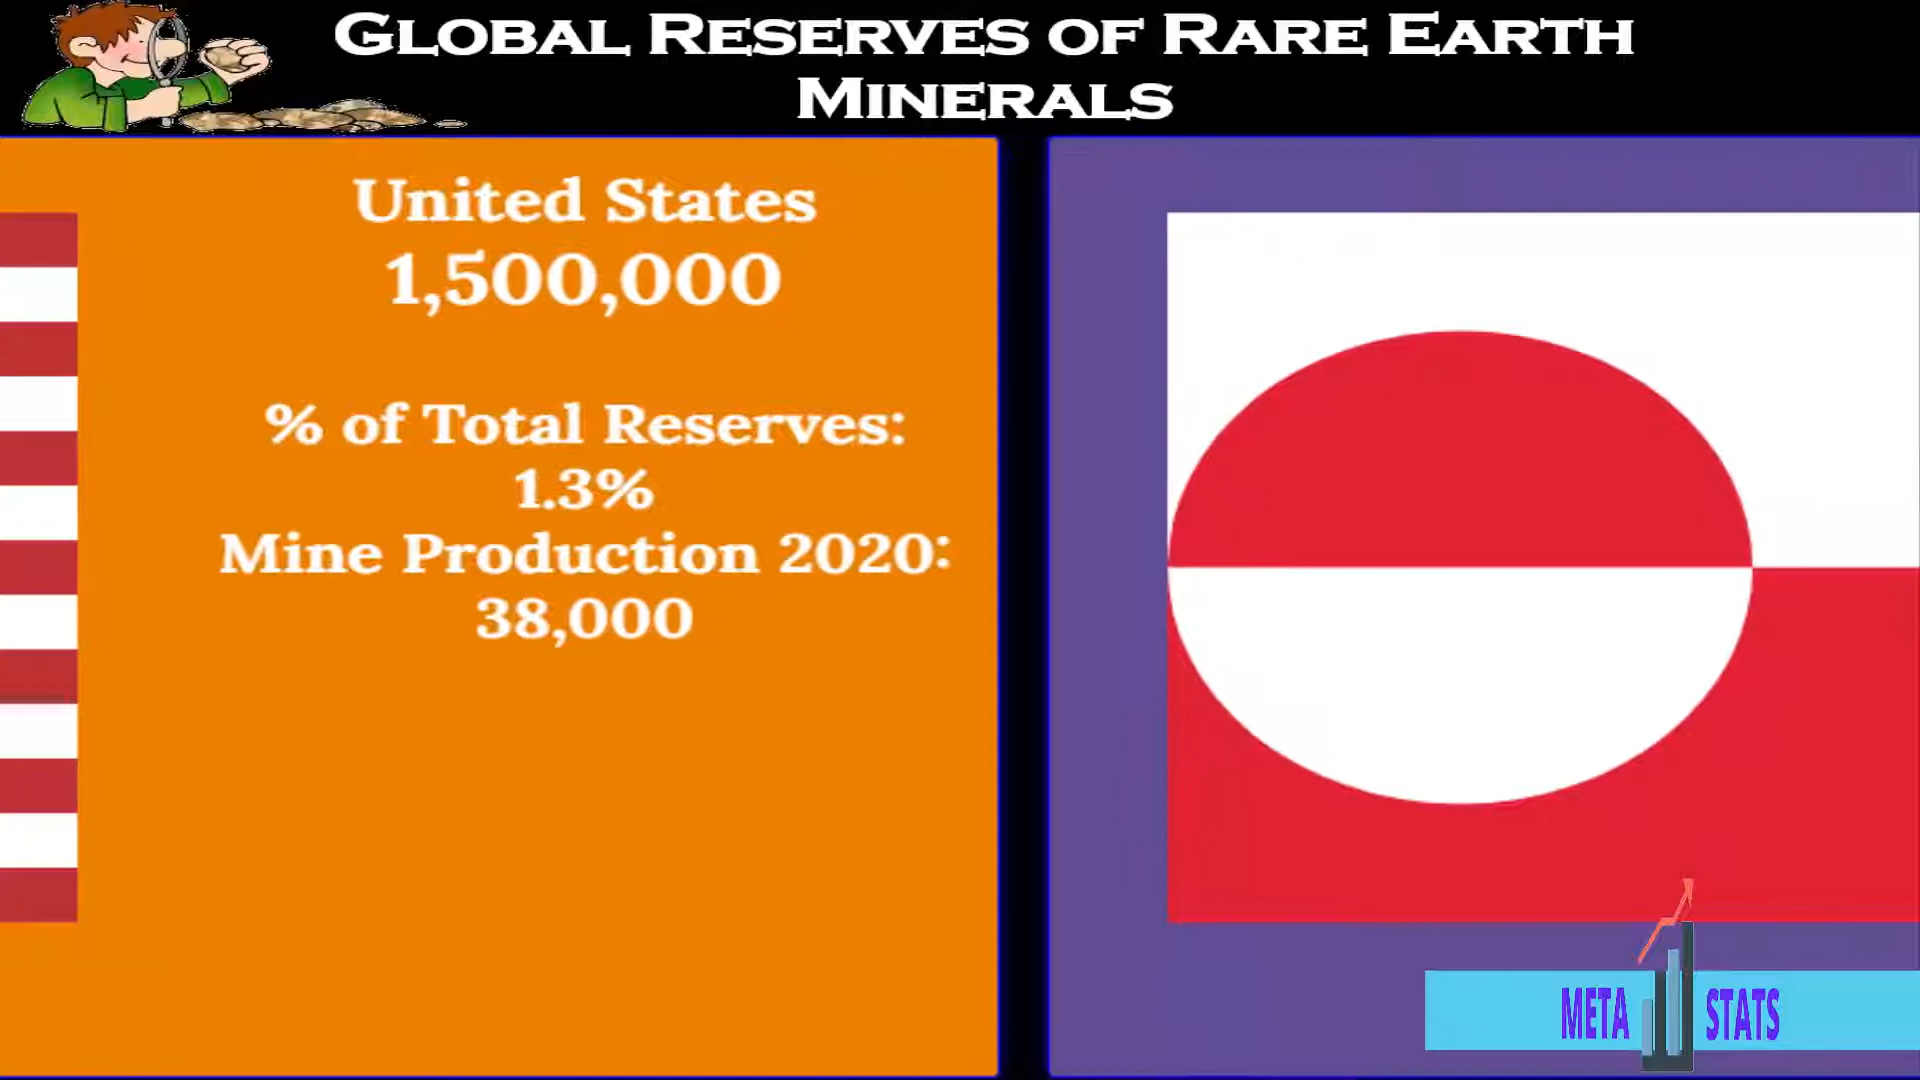 GLOBAL RESERVES OF RARE EARTH
MINERALS
United States
1,500,000
% of Total Reserves:
1.3%
Mine Production 2020:
38,000
META STATS